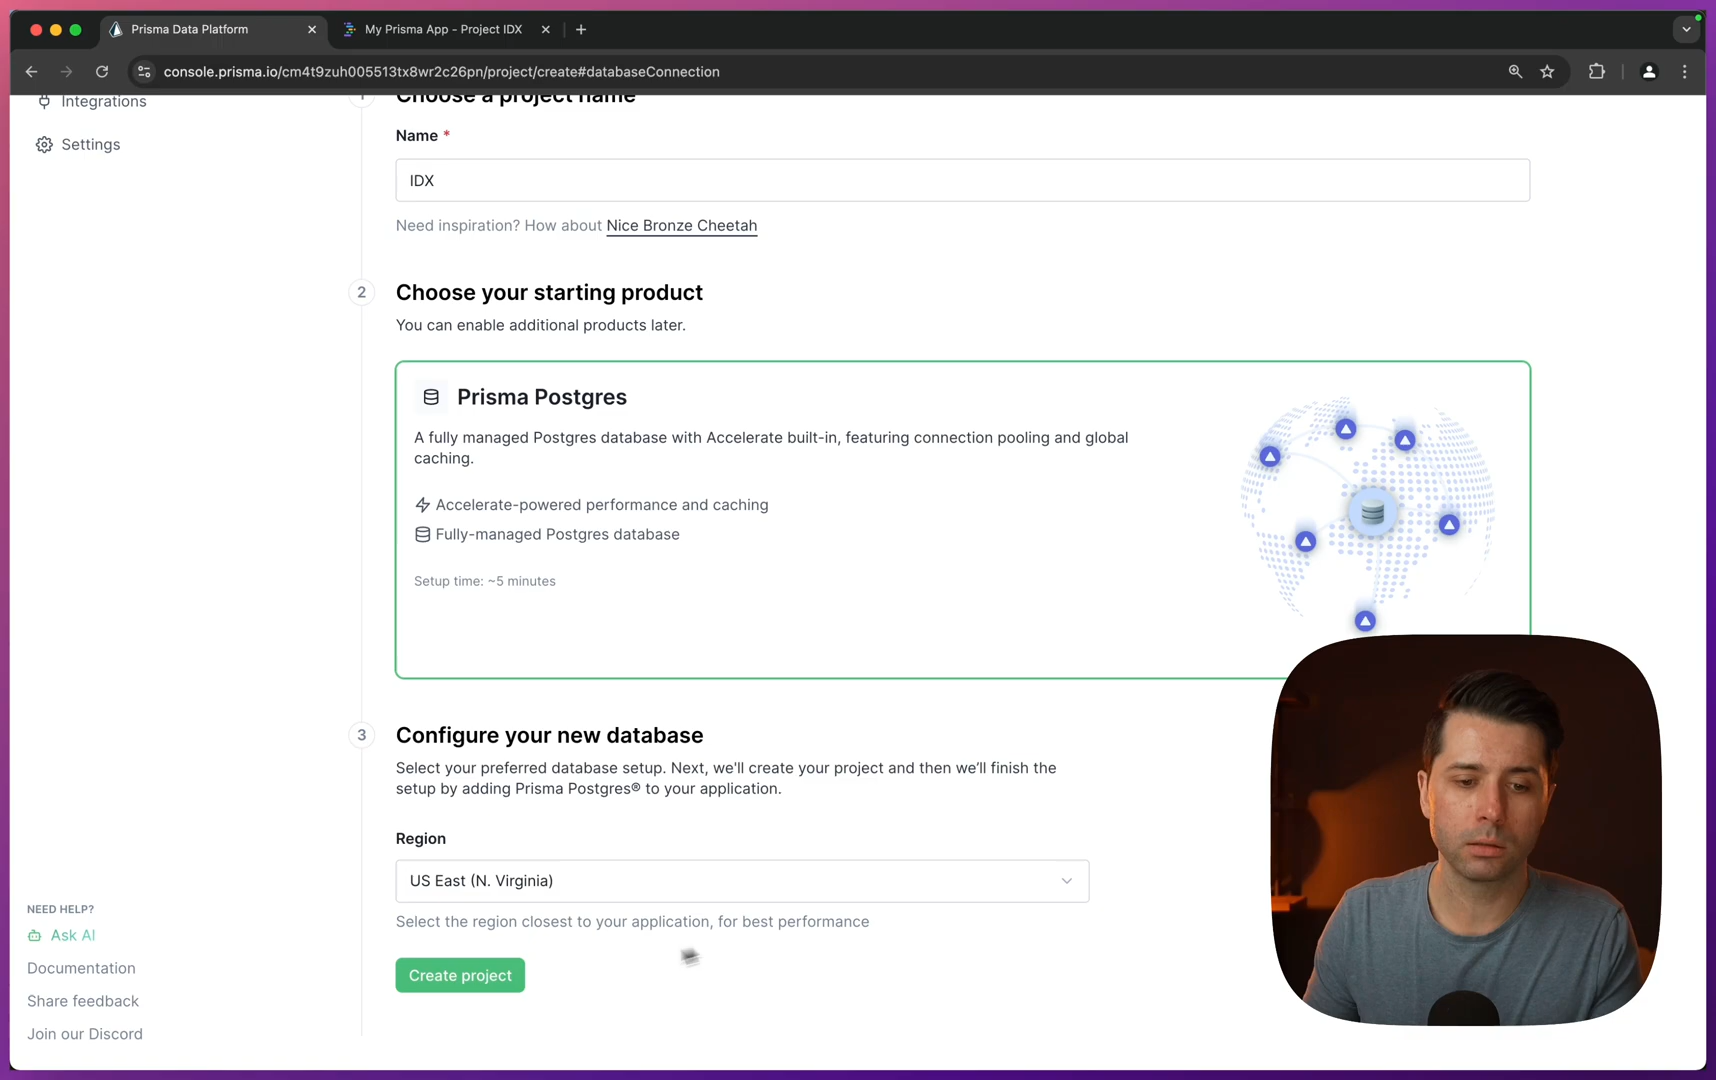 Prisma Data Platform
My Prisma App - Project IDX
console.prisma.io/cm4t9zuh005513tx8wr2c26pn/project/create#databaseConnection
Integrations
Settings
1
Choose a project name
Name *
IDX
Need inspiration? How about Nice Bronze Cheetah
2
Choose your starting product
You can enable additional products later.
Prisma Postgres
A fully managed Postgres database with Accelerate built-in, featuring connection pooling and global
caching.
Accelerate-powered performance and caching
Fully-managed Postgres database
Setup time: ~5 minutes
3
Configure your new database
Select your preferred database setup. Next, we'll create your project and then we’ll finish the
setup by adding Prisma Postgres® to your application.
Region
US East (N. Virginia)
Select the region closest to your application, for best performance
Create project
NEED HELP?
Ask AI
Documentation
Share feedback
Join our Discord